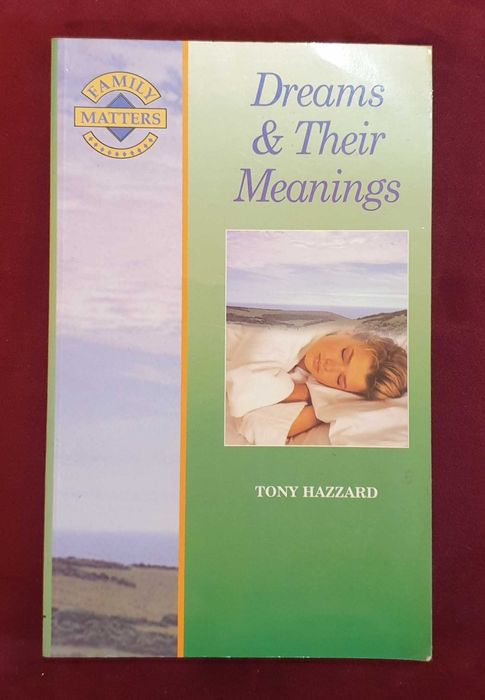 FAMILY
MATTERS
Dreams
& Their
Meanings
TONY HAZZARD